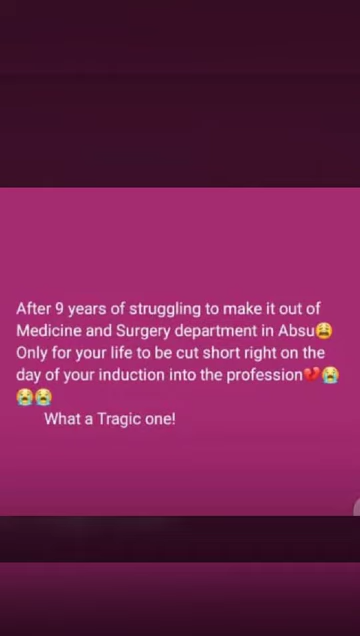 After 9 years of struggling to make it out of
Medicine and Surgery department in Absu😩
Only for your life to be cut short right on the
day of your induction into the profession💔😭
😭😭
What a Tragic one!